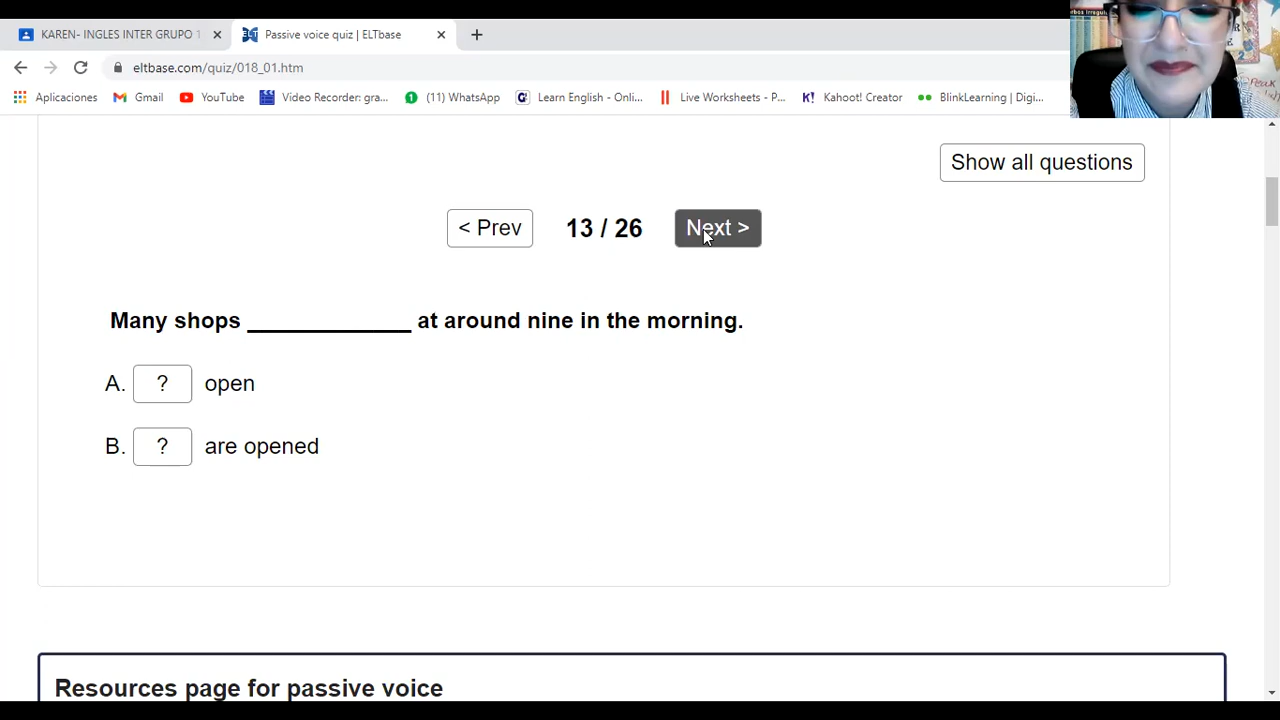 KAREN- INGLES INTER GRUPO 1
ELT Passive voice quiz | ELTbase
eltbase.com/quiz/018_01.htm
Aplicaciones Gmail YouTube Video Recorder: gra... (11) WhatsApp Learn English - Onli... Live Worksheets - P... K! Kahoot! Creator BlinkLearning | Digi...
Show all questions
< Prev 13 / 26 Next >
Many shops ____________ at around nine in the morning.
A. ? open
B. ? are opened
Resources page for passive voice